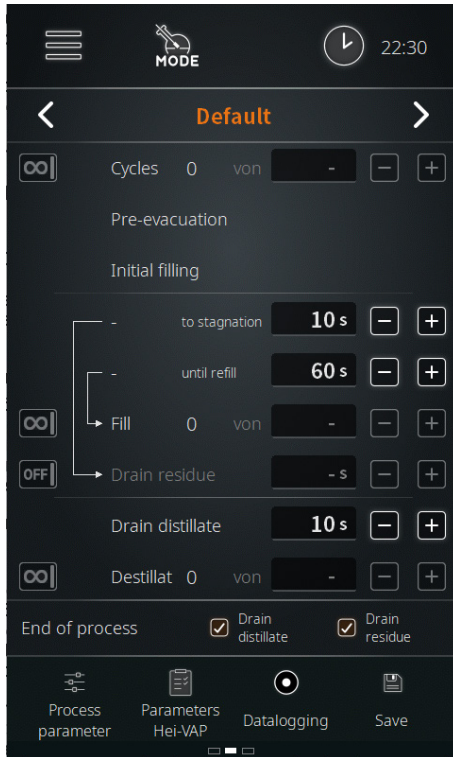 MODE
22:30
Default
∞ Cycles 0 von - - +
Pre-evacuation
Initial filling
- to stagnation 10 s - +
- until refill 60 s - +
∞ Fill 0 von - - +
OFF Drain residue - s - +
Drain distillate 10 s - +
∞ Destillat 0 von - - +
End of process
Drain
distillate
Drain
residue
Process
parameter
Parameters
Hei-VAP
Datalogging
Save